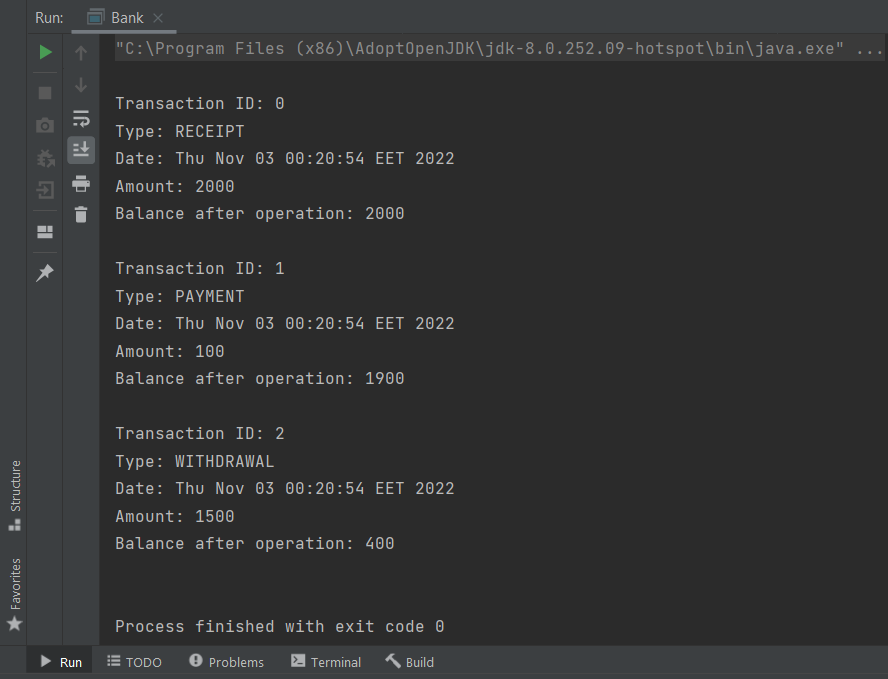 Run:
Bank
"C:\Program Files (x86)\AdoptOpenJDK\jdk-8.0.252.09-hotspot\bin\java.exe" ...
Transaction ID: 0
Type: RECEIPT
Date: Thu Nov 03 00:20:54 EET 2022
Amount: 2000
Balance after operation: 2000
Transaction ID: 1
Type: PAYMENT
Date: Thu Nov 03 00:20:54 EET 2022
Amount: 100
Balance after operation: 1900
Transaction ID: 2
Type: WITHDRAWAL
Date: Thu Nov 03 00:20:54 EET 2022
Amount: 1500
Balance after operation: 400
Process finished with exit code 0
Structure
Favorites
Run
TODO
Problems
Terminal
Build